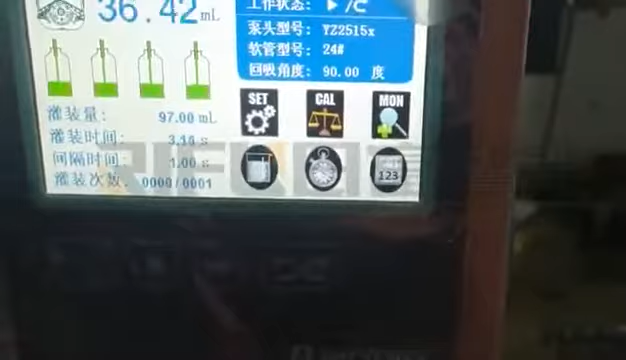 36.42 mL
工作状态:
泵头型号: YZ2515x
软管型号: 24#
回吸角度: 90.00 度
SET CAL MON
灌装量: 97.00 mL
灌装时间: 3.16 s
间隔时间: 1.00 s
灌装次数: 0000/0001
123